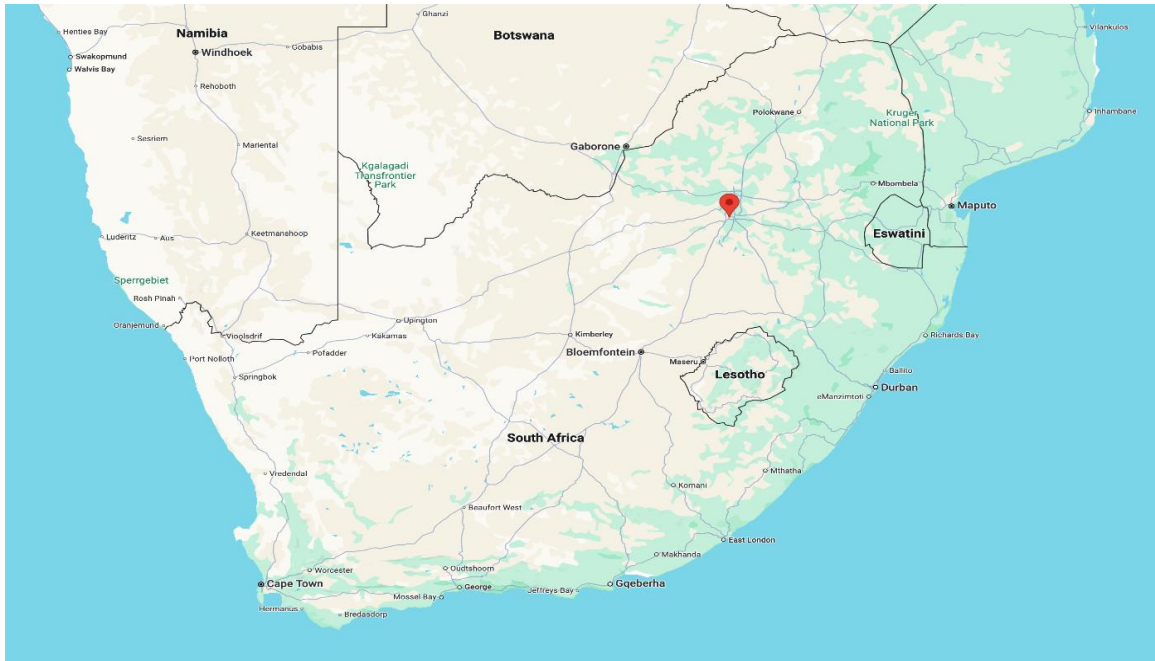 Ghanzi
Vilankulos
Henties Bay
Namibia
Botswana
Windhoek
Gobabis
Swakopmund
Walvis Bay
Rehoboth
Polokwane
Inhambane
Kruger
National Park
Sesriem
Mariental
Gaborone
Kgalagadi
Transfrontier
Park
Mbombela
Maputo
Luderitz
Aus
Keetmanshoop
Eswatini
Sperrgebiet
Rosh Pinah
Oranjemund
Vioolsdrif
Upington
Kakamas
Kimberley
Richards Bay
Port Nolloth
Pofadder
Bloemfontein
Maseru
Lesotho
Ballito
Springbok
Durban
eManzimtoti
South Africa
Vredendal
Mthatha
Komani
Beaufort West
East London
Makhanda
Worcester
Oudtshoorn
Cape Town
George
Jeffreys Bay
Gqeberha
Mossel Bay
Hermanus
Bredasdorp